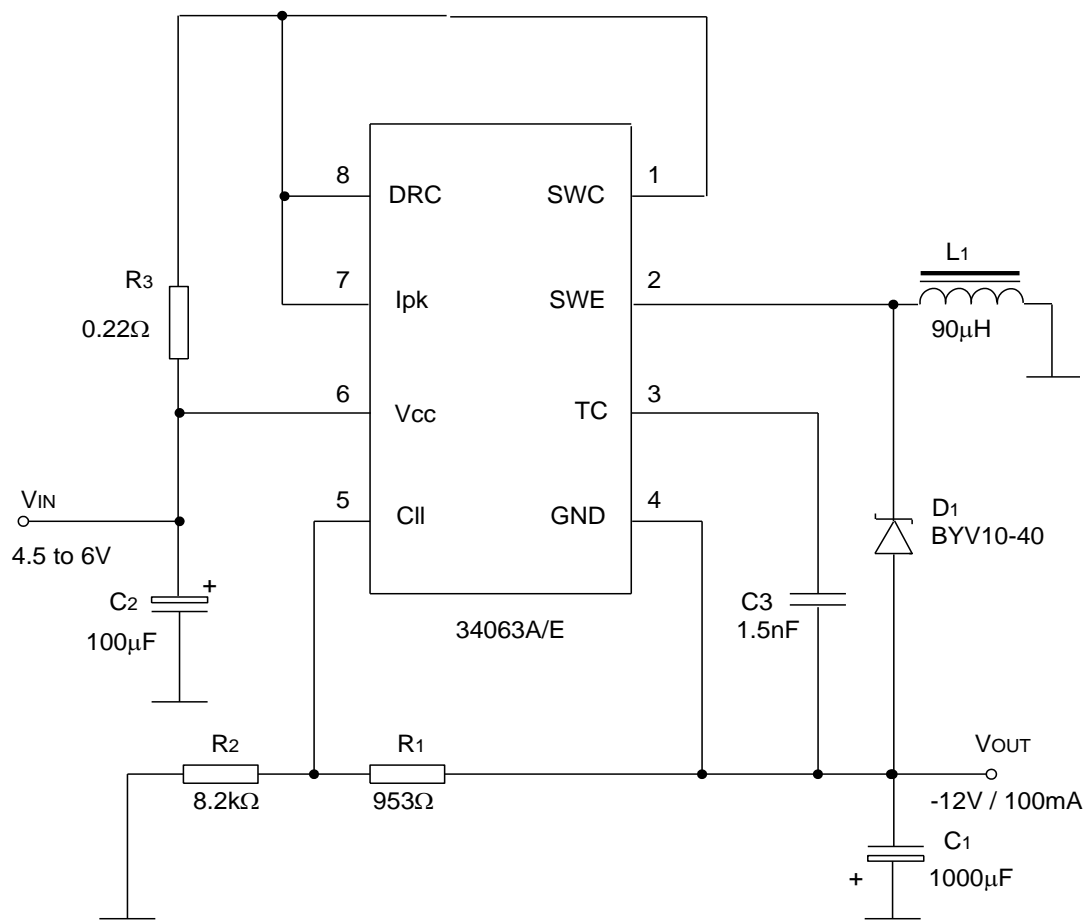 8
DRC
SWC
1
L1
R3
0.22Ω
7
Ipk
SWE
2
90μH
6
Vcc
TC
3
VIN
4.5 to 6V
5
CII
GND
4
D1
BYV10-40
C2
+
100μF
34063A/E
C3
1.5nF
R2
8.2kΩ
R1
953Ω
VOUT
-12V / 100mA
C1
+
1000μF